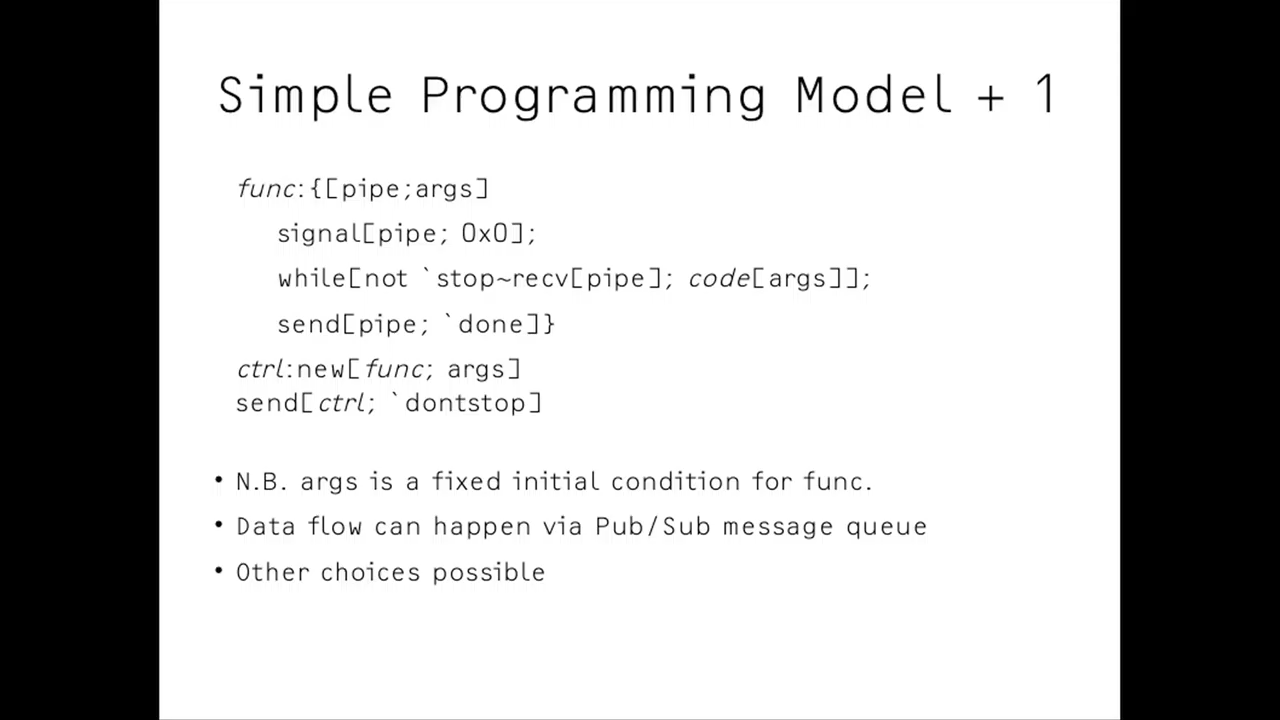 Simple Programming Model + 1
func:{[pipe;args]
signal[pipe; 0x0];
while[not `stop~recv[pipe]; code[args]];
send[pipe; `done]}
ctrl:new[func; args]
send[ctrl; `dontstop]
• N.B. args is a fixed initial condition for func.
• Data flow can happen via Pub/Sub message queue
• Other choices possible